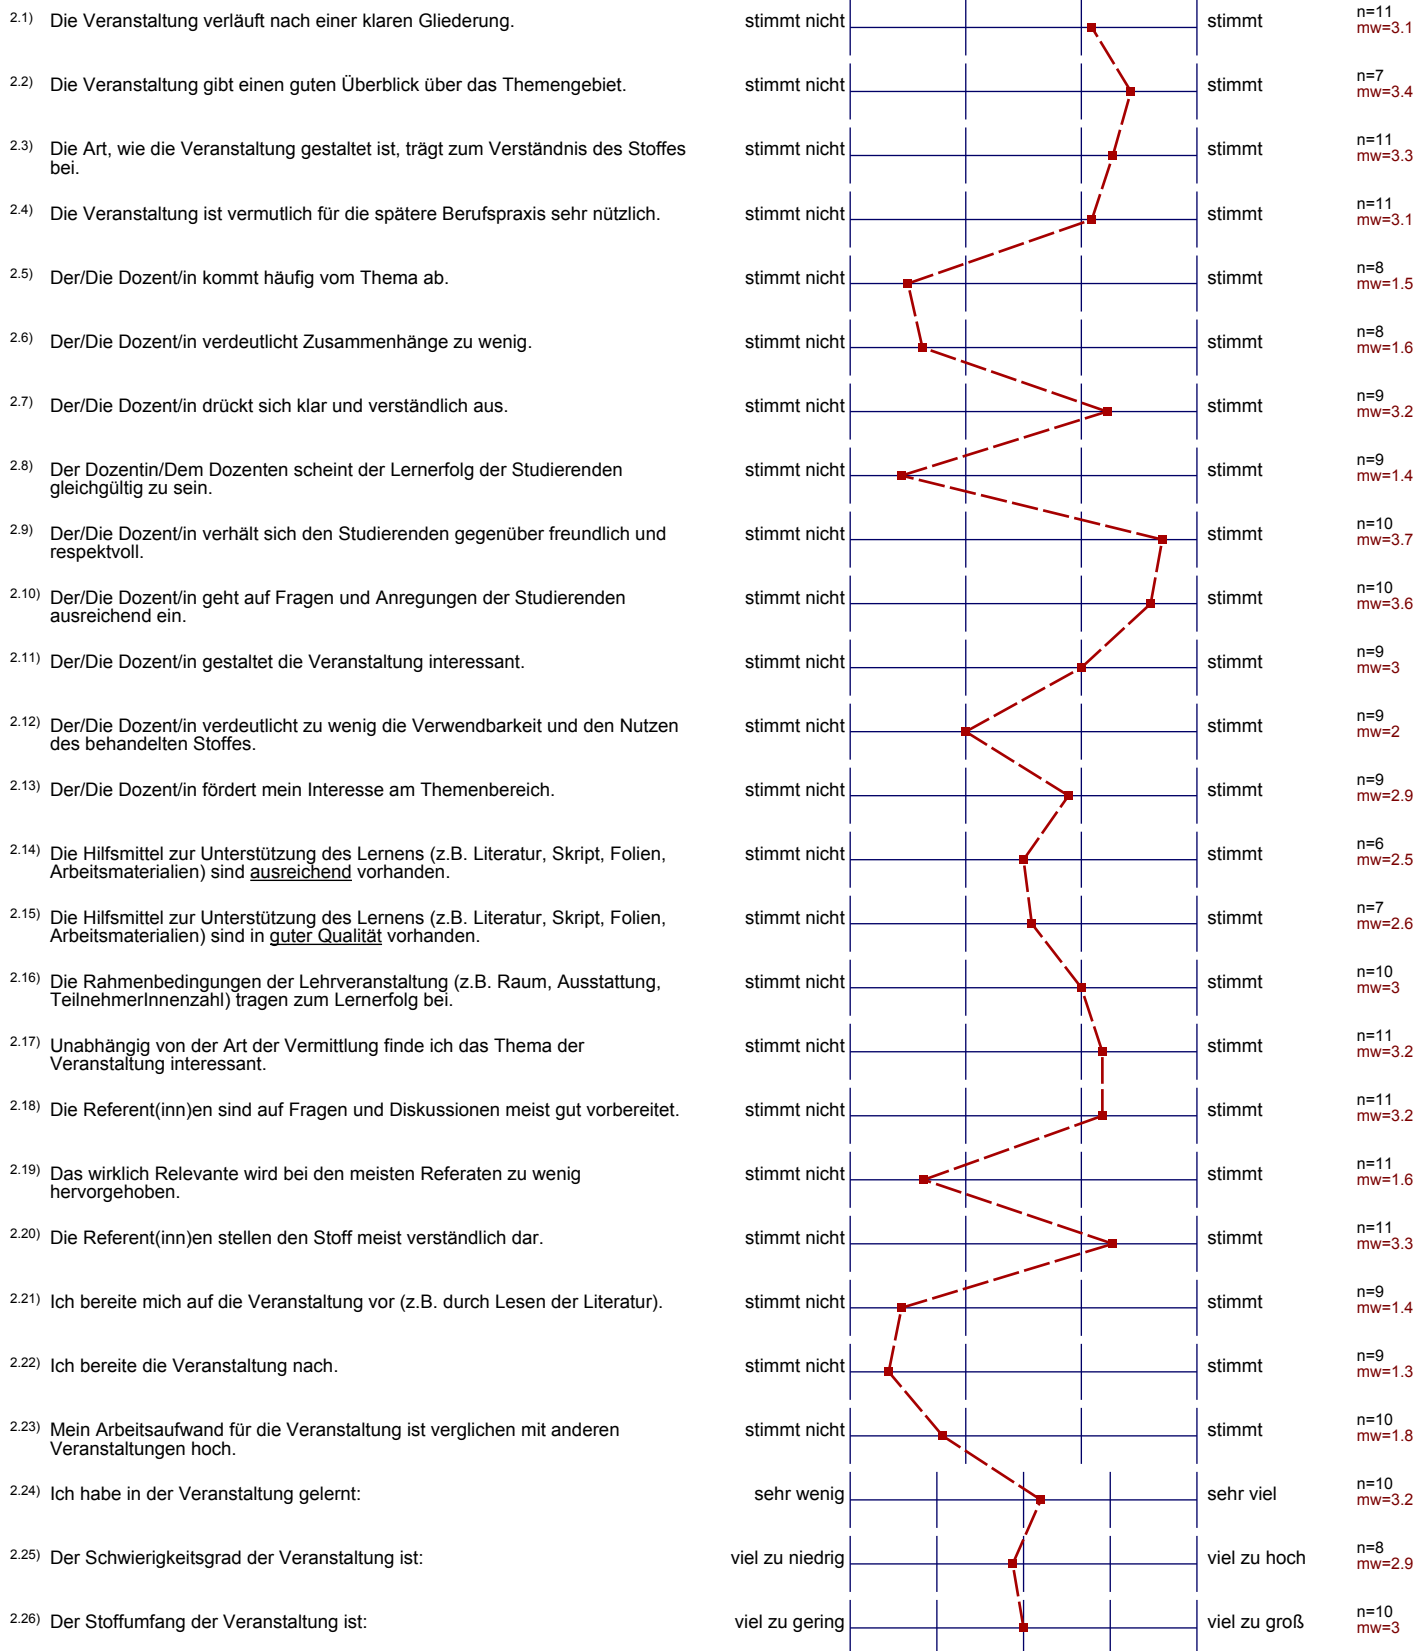 2.1) Die Veranstaltung verläuft nach einer klaren Gliederung. stimmt nicht stimmt n=11
mw=3.1
2.2) Die Veranstaltung gibt einen guten Überblick über das Themengebiet. stimmt nicht stimmt n=7
mw=3.4
2.3) Die Art, wie die Veranstaltung gestaltet ist, trägt zum Verständnis des Stoffes stimmt nicht stimmt n=11
bei. mw=3.3
2.4) Die Veranstaltung ist vermutlich für die spätere Berufspraxis sehr nützlich. stimmt nicht stimmt n=11
mw=3.1
2.5) Der/Die Dozent/in kommt häufig vom Thema ab. stimmt nicht stimmt n=8
mw=1.5
2.6) Der/Die Dozent/in verdeutlicht Zusammenhänge zu wenig. stimmt nicht stimmt n=8
mw=1.6
2.7) Der/Die Dozent/in drückt sich klar und verständlich aus. stimmt nicht stimmt n=9
mw=3.2
2.8) Der Dozentin/Dem Dozenten scheint der Lernerfolg der Studierenden stimmt nicht stimmt n=9
gleichgültig zu sein. mw=1.4
2.9) Der/Die Dozent/in verhält sich den Studierenden gegenüber freundlich und stimmt nicht stimmt n=10
respektvoll. mw=3.7
2.10) Der/Die Dozent/in geht auf Fragen und Anregungen der Studierenden stimmt nicht stimmt n=10
ausreichend ein. mw=3.6
2.11) Der/Die Dozent/in gestaltet die Veranstaltung interessant. stimmt nicht stimmt n=9
mw=3
2.12) Der/Die Dozent/in verdeutlicht zu wenig die Verwendbarkeit und den Nutzen stimmt nicht stimmt n=9
des behandelten Stoffes. mw=2
2.13) Der/Die Dozent/in fördert mein Interesse am Themenbereich. stimmt nicht stimmt n=9
mw=2.9
2.14) Die Hilfsmittel zur Unterstützung des Lernens (z.B. Literatur, Skript, Folien, stimmt nicht stimmt n=6
Arbeitsmaterialien) sind ausreichend vorhanden. mw=2.5
2.15) Die Hilfsmittel zur Unterstützung des Lernens (z.B. Literatur, Skript, Folien, stimmt nicht stimmt n=7
Arbeitsmaterialien) sind in guter Qualität vorhanden. mw=2.6
2.16) Die Rahmenbedingungen der Lehrveranstaltung (z.B. Raum, Ausstattung, stimmt nicht stimmt n=10
TeilnehmerInnenzahl) tragen zum Lernerfolg bei. mw=3
2.17) Unabhängig von der Art der Vermittlung finde ich das Thema der stimmt nicht stimmt n=11
Veranstaltung interessant. mw=3.2
2.18) Die Referent(inn)en sind auf Fragen und Diskussionen meist gut vorbereitet. stimmt nicht stimmt n=11
mw=3.2
2.19) Das wirklich Relevante wird bei den meisten Referaten zu wenig stimmt nicht stimmt n=11
hervorgehoben. mw=1.6
2.20) Die Referent(inn)en stellen den Stoff meist verständlich dar. stimmt nicht stimmt n=11
mw=3.3
2.21) Ich bereite mich auf die Veranstaltung vor (z.B. durch Lesen der Literatur). stimmt nicht stimmt n=9
mw=1.4
2.22) Ich bereite die Veranstaltung nach. stimmt nicht stimmt n=9
mw=1.3
2.23) Mein Arbeitsaufwand für die Veranstaltung ist verglichen mit anderen stimmt nicht stimmt n=10
Veranstaltungen hoch. mw=1.8
2.24) Ich habe in der Veranstaltung gelernt: sehr wenig sehr viel n=10
mw=3.2
2.25) Der Schwierigkeitsgrad der Veranstaltung ist: viel zu niedrig viel zu hoch n=8
mw=2.9
2.26) Der Stoffumfang der Veranstaltung ist: viel zu gering viel zu groß n=10
mw=3